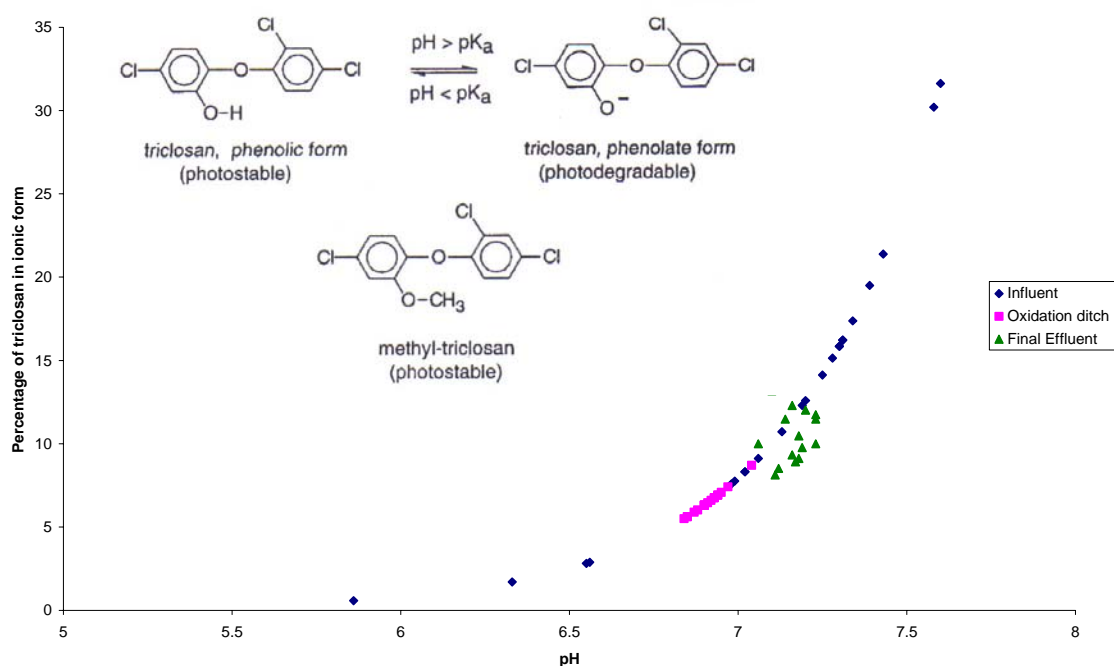 Cl
Cl
O
Cl
O-H
triclosan, phenolic form
(photostable)
pH > pKa
pH < pKa
Cl
Cl
O
Cl
O–
triclosan, phenolate form
(photodegradable)
Cl
Cl
O
Cl
O-CH3
methyl-triclosan
(photostable)
Percentage of triclosan in ionic form
35
30
25
20
15
10
5
0
5
5.5
6
6.5
7
7.5
8
pH
Influent
Oxidation ditch
Final Effluent